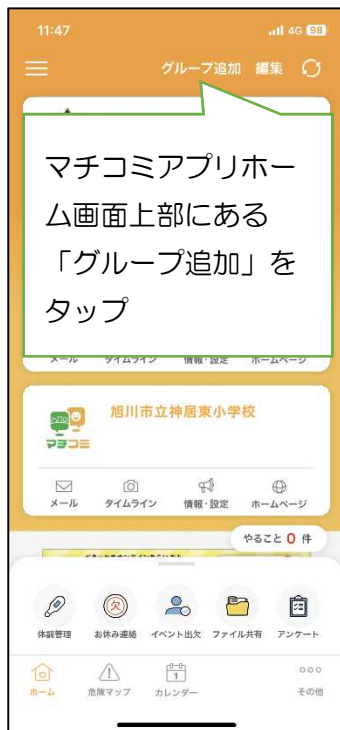 11:47 4G 98
グループ追加 編集
マチコミアプリホー
ム画面上部にある
「グループ追加」を
タップ
メール タイムライン 情報・設定 ホームページ
旭川市立神居東小学校
マチコミ
メール タイムライン 情報・設定 ホームページ
やること 0 件
欠
体調管理 お休み連絡 イベント出欠 ファイル共有 アンケート
1
ホーム 危険マップ カレンダー その他